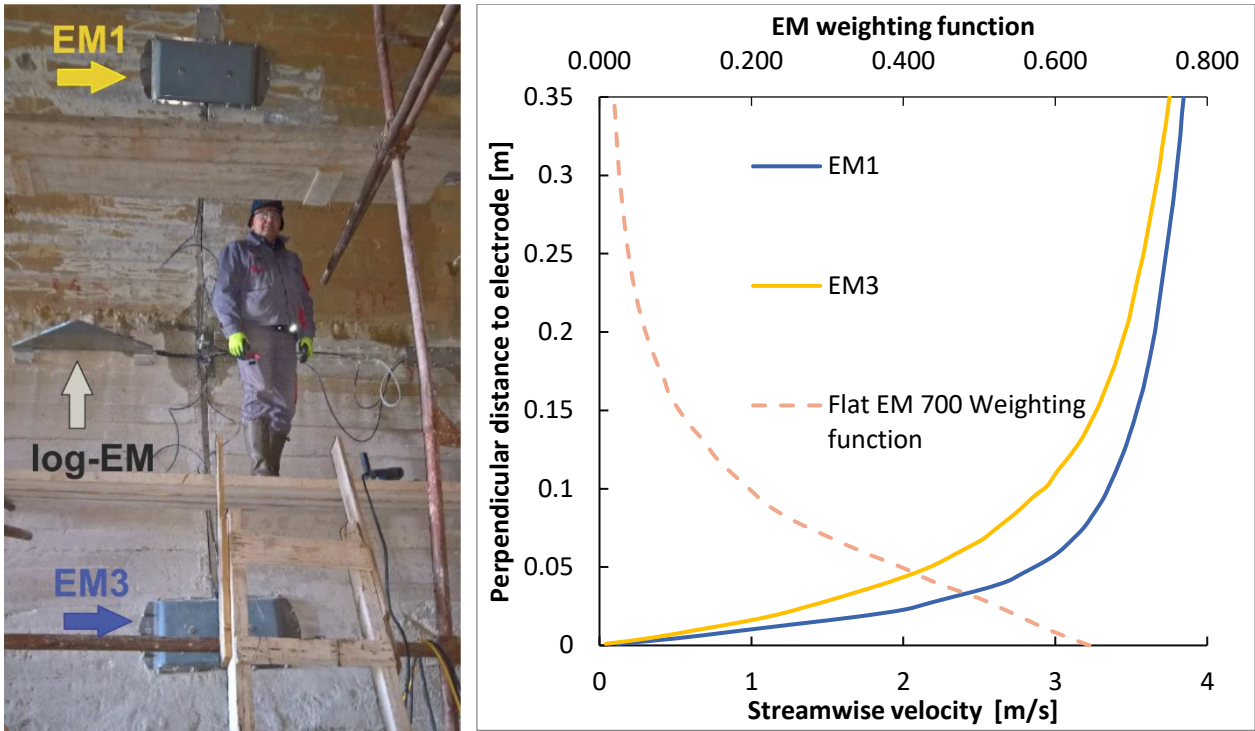 EM1
log-EM
EM3
EM weighting function
0.000 0.200 0.400 0.600 0.800
Perpendicular distance to electrode [m]
0.35
0.3
0.25
0.2
0.15
0.1
0.05
0
EM1
EM3
Flat EM 700 Weighting
function
0 1 2 3 4
Streamwise velocity [m/s]